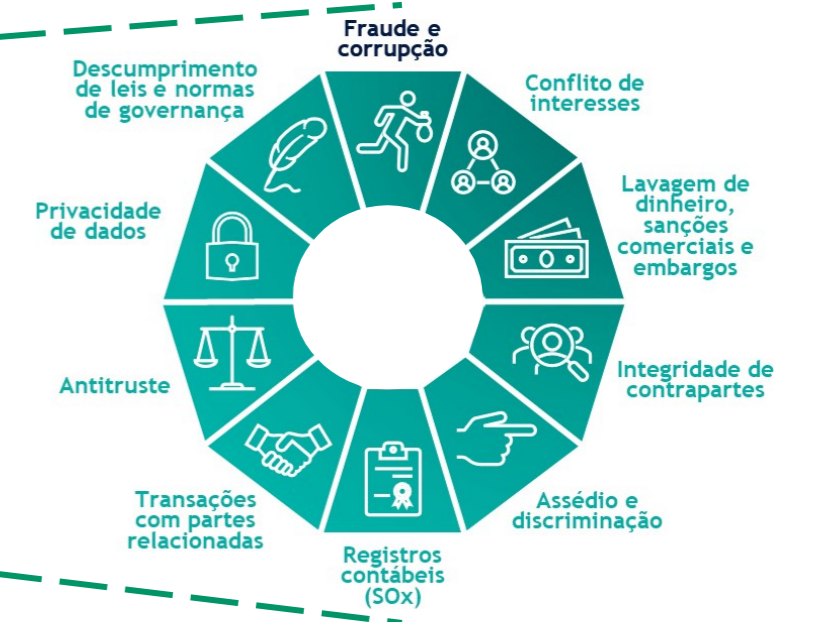 Fraude e
corrupção
Conflito de
interesses
Lavagem de
dinheiro,
sanções
comerciais e
embargos
Integridade de
contrapartes
Assédio e
discriminação
Registros
contábeis
(SOx)
Transações
com partes
relacionadas
Antitruste
Privacidade
de dados
Descumprimento
de leis e normas
de governança